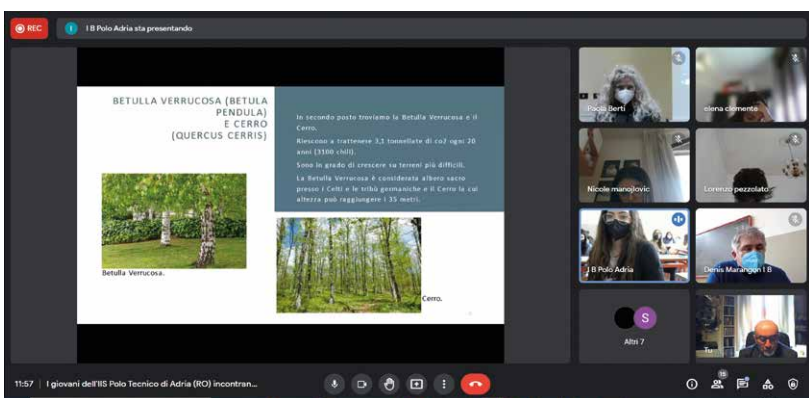 REC
I
I B Polo Adria sta presentando
BETULLA VERRUCOSA (BETULA
PENDULA)
E CERRO
(QUERCUS CERRIS)
In secondo posto troviamo la Betulla Verrucosa e il
Cerro.
Riescono a trattenere 3,1 tonnellate di co2 ogni 20
anni (3100 chili).
Sono in grado di crescere su terreni più difficili.
La Betulla Verrucosa è considerata albero sacro
presso i Celti e le tribù germaniche e il Cerro la cui
altezza può raggiungere i 35 metri.
Betulla Verrucosa.
Cerro.
Paola Berti
elena clemente
Nicole manojlovic
Lorenzo pezzolato
I B Polo Adria
Denis Marangon I B
S
Altri 7
Tu
11:57 | I giovani dell'IIS Polo Tecnico di Adria (RO) incontran...
15